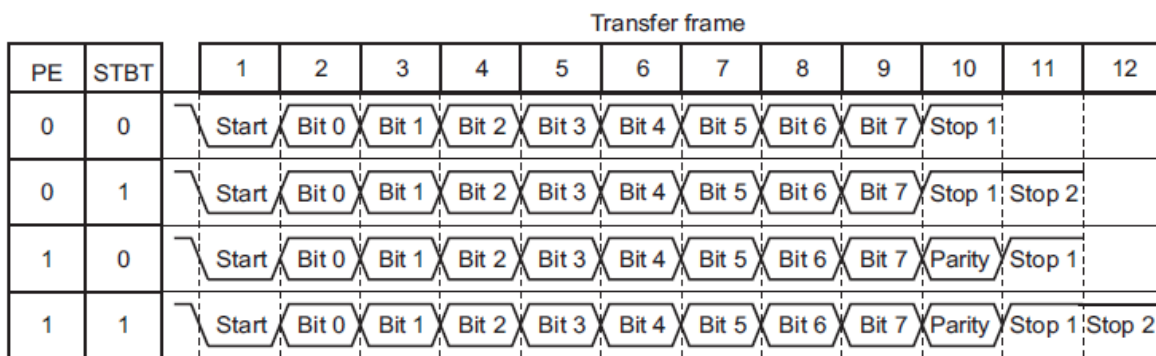 Transfer frame
PE STBT 1 2 3 4 5 6 7 8 9 10 11 12
0 0 Start Bit 0 Bit 1 Bit 2 Bit 3 Bit 4 Bit 5 Bit 6 Bit 7 Stop 1
0 1 Start Bit 0 Bit 1 Bit 2 Bit 3 Bit 4 Bit 5 Bit 6 Bit 7 Stop 1 Stop 2
1 0 Start Bit 0 Bit 1 Bit 2 Bit 3 Bit 4 Bit 5 Bit 6 Bit 7 Parity Stop 1
1 1 Start Bit 0 Bit 1 Bit 2 Bit 3 Bit 4 Bit 5 Bit 6 Bit 7 Parity Stop 1 Stop 2